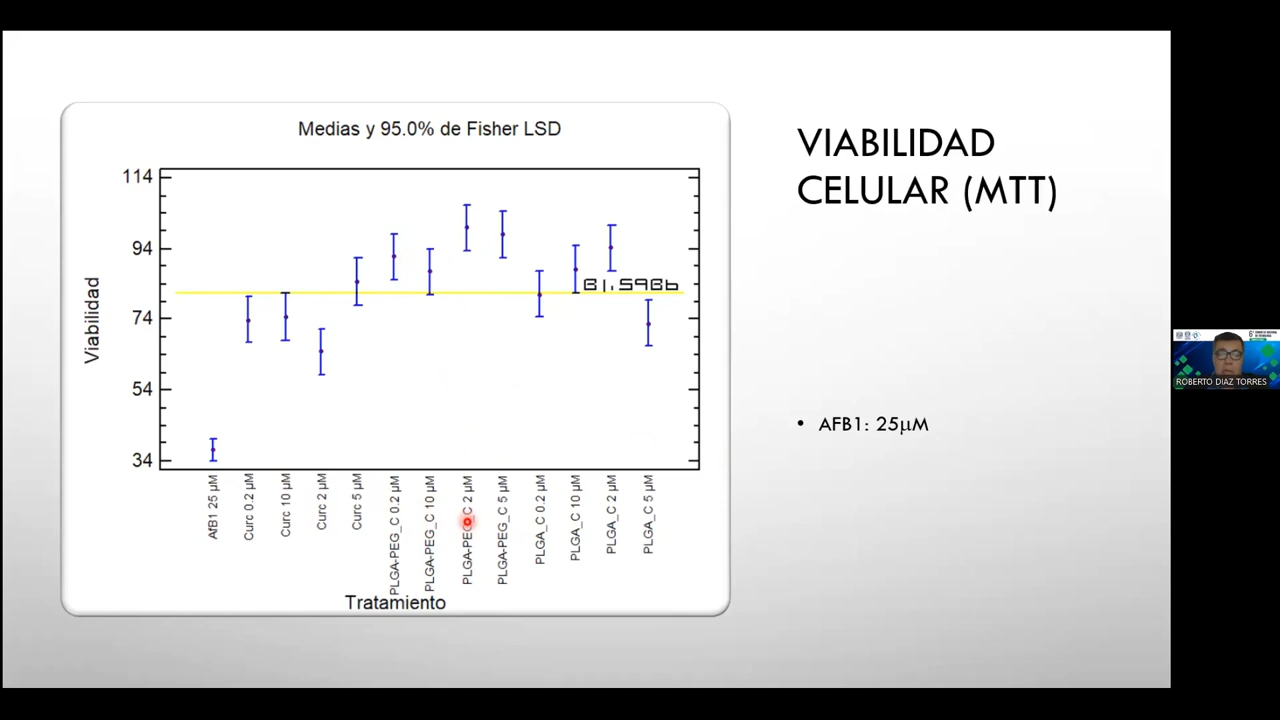 Medias y 95.0% de Fisher LSD
114
94
74
54
34
Viabilidad
81.5986
AfB1 25 µM
Curc 0.2 µM
Curc 10 µM
Curc 2 µM
Curc 5 µM
PLGA-PEG_C 0.2 µM
PLGA-PEG_C 10 µM
PLGA-PEG_C 2 µM
PLGA-PEG_C 5 µM
PLGA_C 0.2 µM
PLGA_C 10 µM
PLGA_C 2 µM
PLGA_C 5 µM
Tratamiento
VIABILIDAD
CELULAR (MTT)
• AFB1: 25µM
ROBERTO DIAZ TORRES